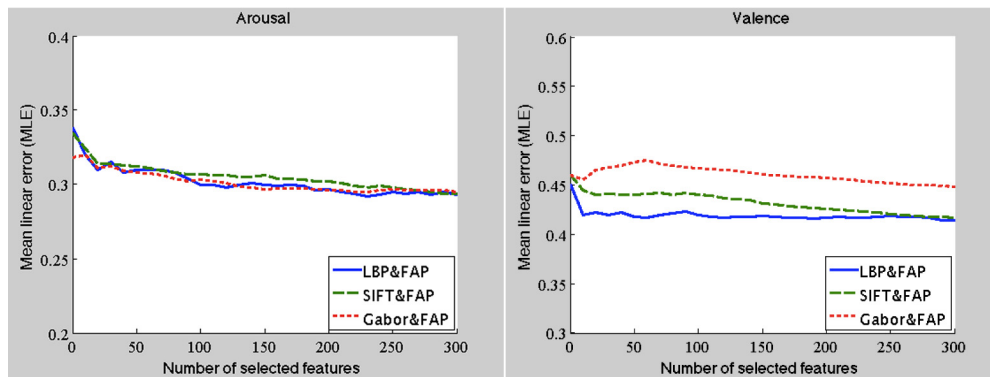 Arousal
Mean linear error (MLE)
0.4
0.35
0.3
0.25
0.2
0 50 100 150 200 250 300
Number of selected features
LBP&FAP
SIFT&FAP
Gabor&FAP
Valence
Mean linear error (MLE)
0.6
0.55
0.5
0.45
0.4
0.35
0.3
0 50 100 150 200 250 300
Number of selected features
LBP&FAP
SIFT&FAP
Gabor&FAP